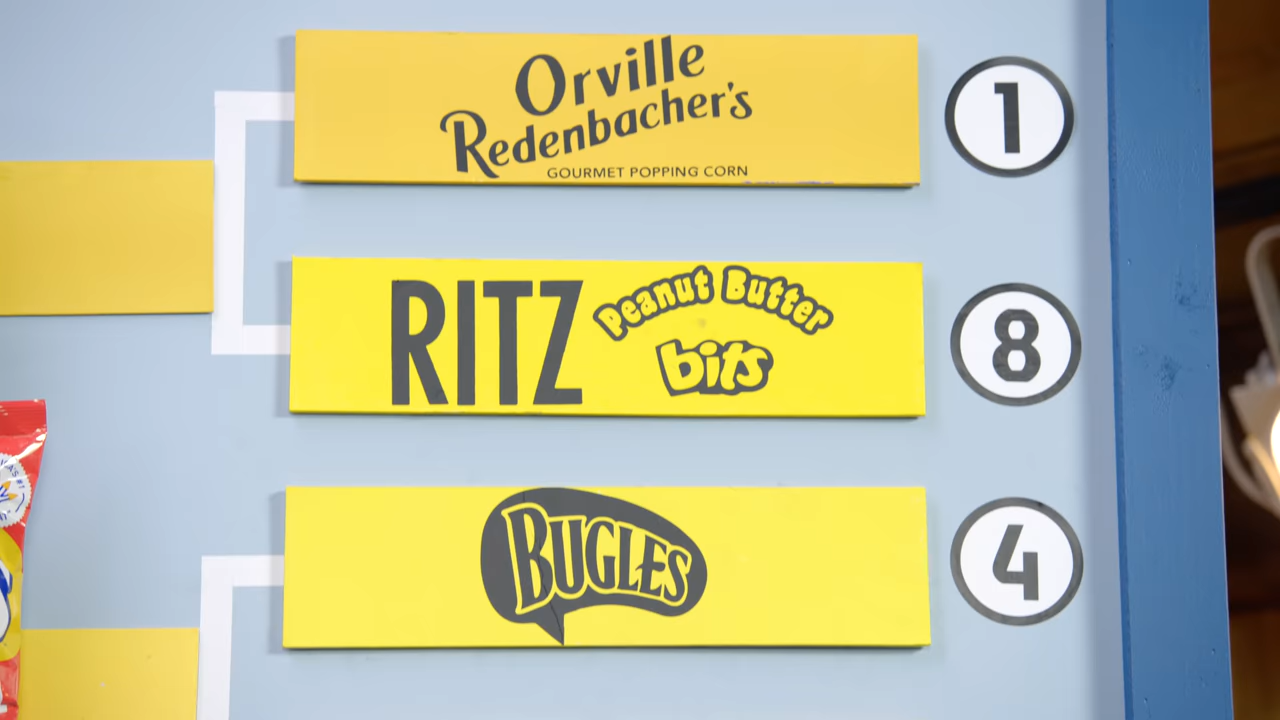 Orville
Redenbacher's
GOURMET POPPING CORN
1
RITZ Peanut Butter
bits
8
BUGLES
4